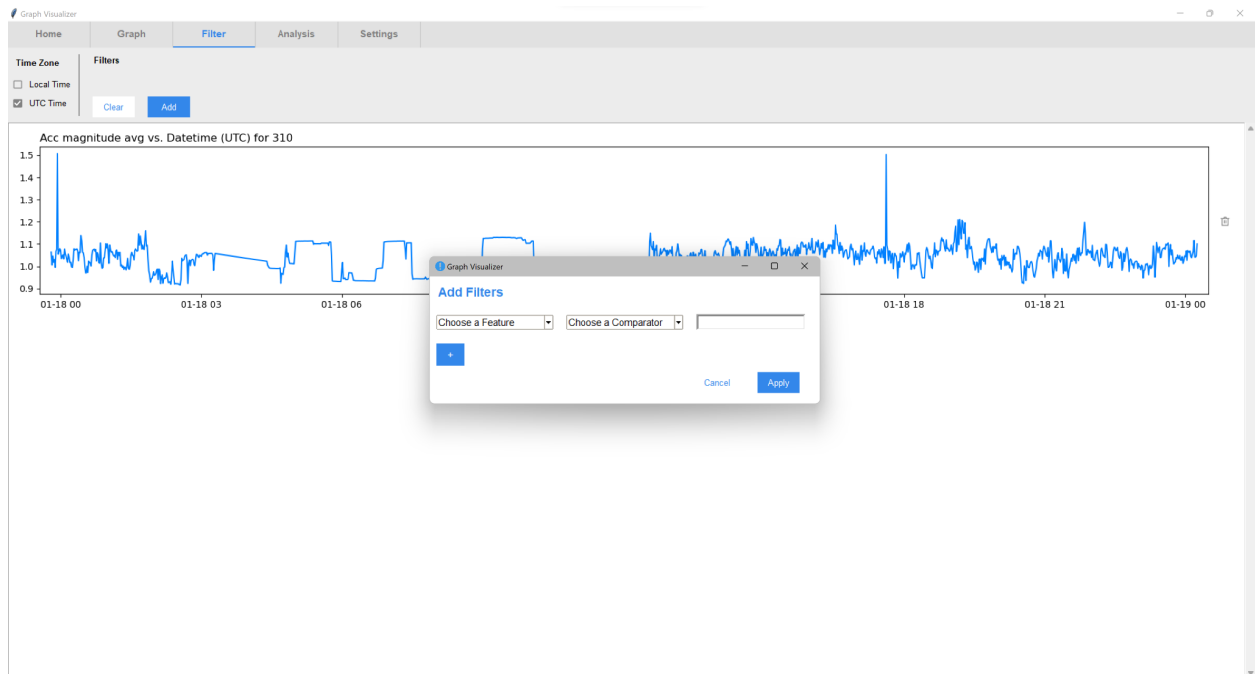 Graph Visualizer
Home Graph Filter Analysis Settings
Time Zone
Local Time
UTC Time
Filters
Clear Add
Acc magnitude avg vs. Datetime (UTC) for 310
1.5
1.4
1.3
1.2
1.1
1.0
0.9
01-18 00 01-18 03 01-18 06 01-18 18 01-18 21 01-19 00
Graph Visualizer
Add Filters
Choose a Feature Choose a Comparator
+
Cancel Apply